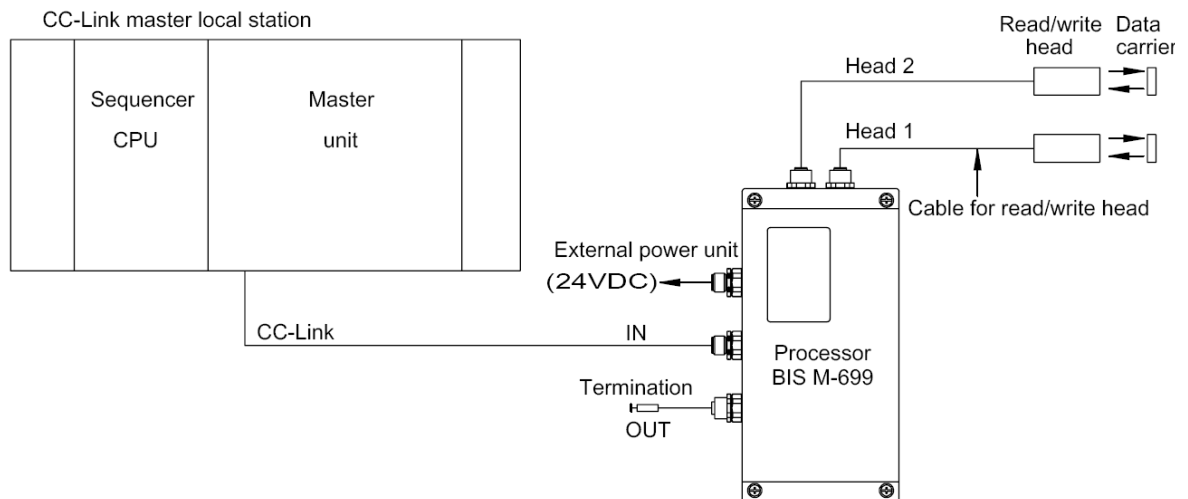 CC-Link master local station
Sequencer
CPU
Master
unit
Read/write
head
Data
carrier
Head 2
Head 1
Cable for read/write head
External power unit
(24VDC)
CC-Link
IN
Termination
OUT
Processor
BIS M-699